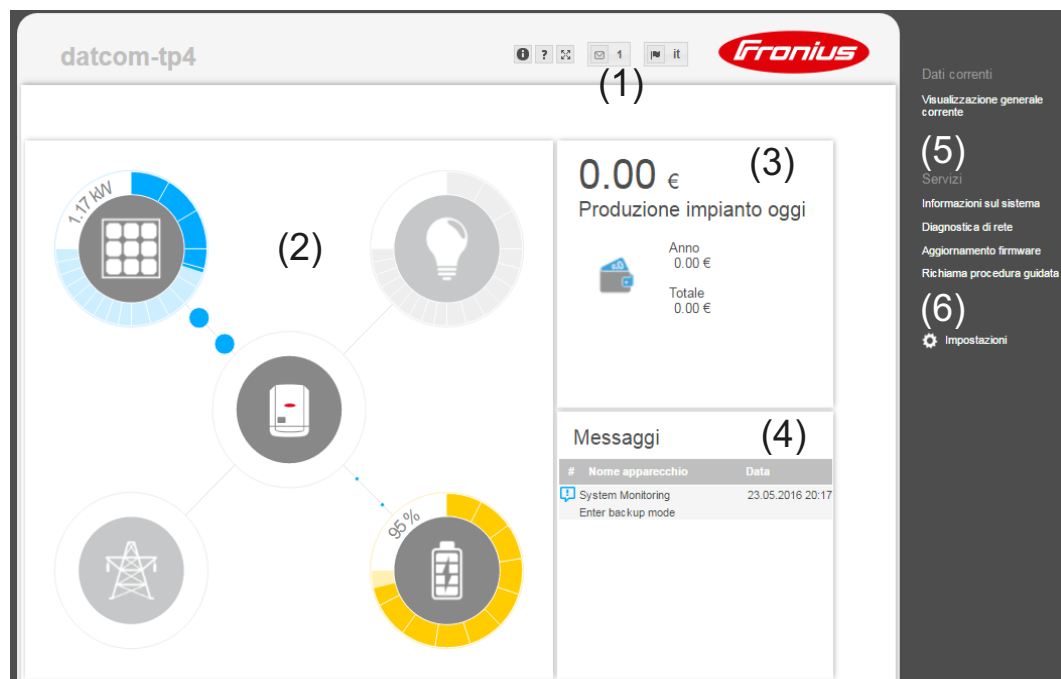 datcom-tp4
1
it
Fronius
(1)
Dati correnti
Visualizzazione generale
corrente
(5)
Servizi
Informazioni sul sistema
Diagnostica di rete
Aggiornamento firmware
Richiama procedura guidata
(6)
Impostazioni
1.17 kW
(2)
95 %
(3)
0.00 €
Produzione impianto oggi
Anno
0.00 €
Totale
0.00 €
Messaggi
(4)
# Nome apparecchio Data
System Monitoring 23.05.2016 20:17
Enter backup mode